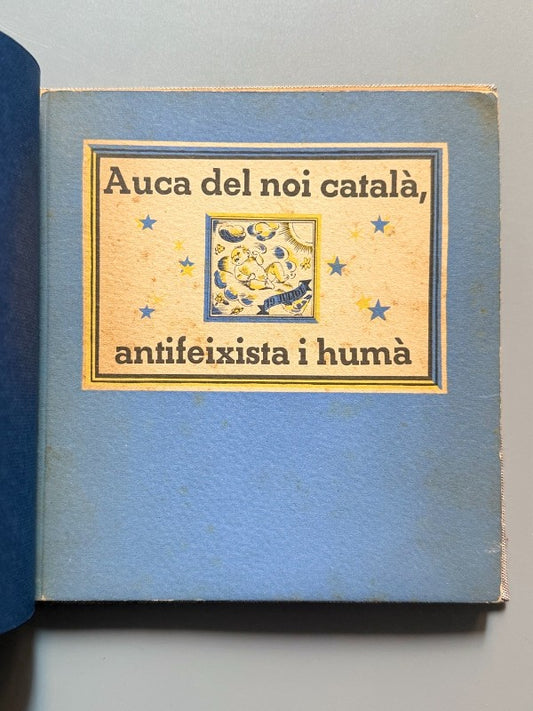 Auca del noi català,
19 JULIOL
antifeixista i humà